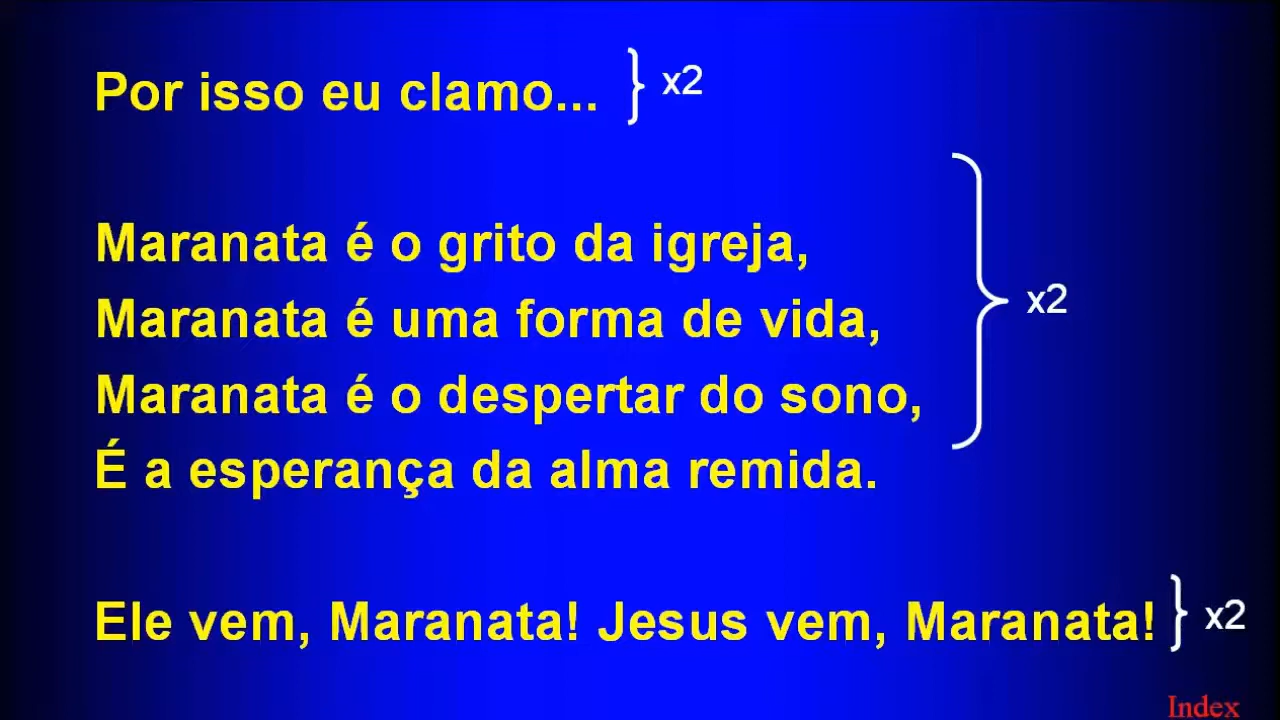 Por isso eu clamo... x2
Maranata é o grito da igreja,
Maranata é uma forma de vida,
x2
Maranata é o despertar do sono,
É a esperança da alma remida.
Ele vem, Maranata! Jesus vem, Maranata! x2
Index